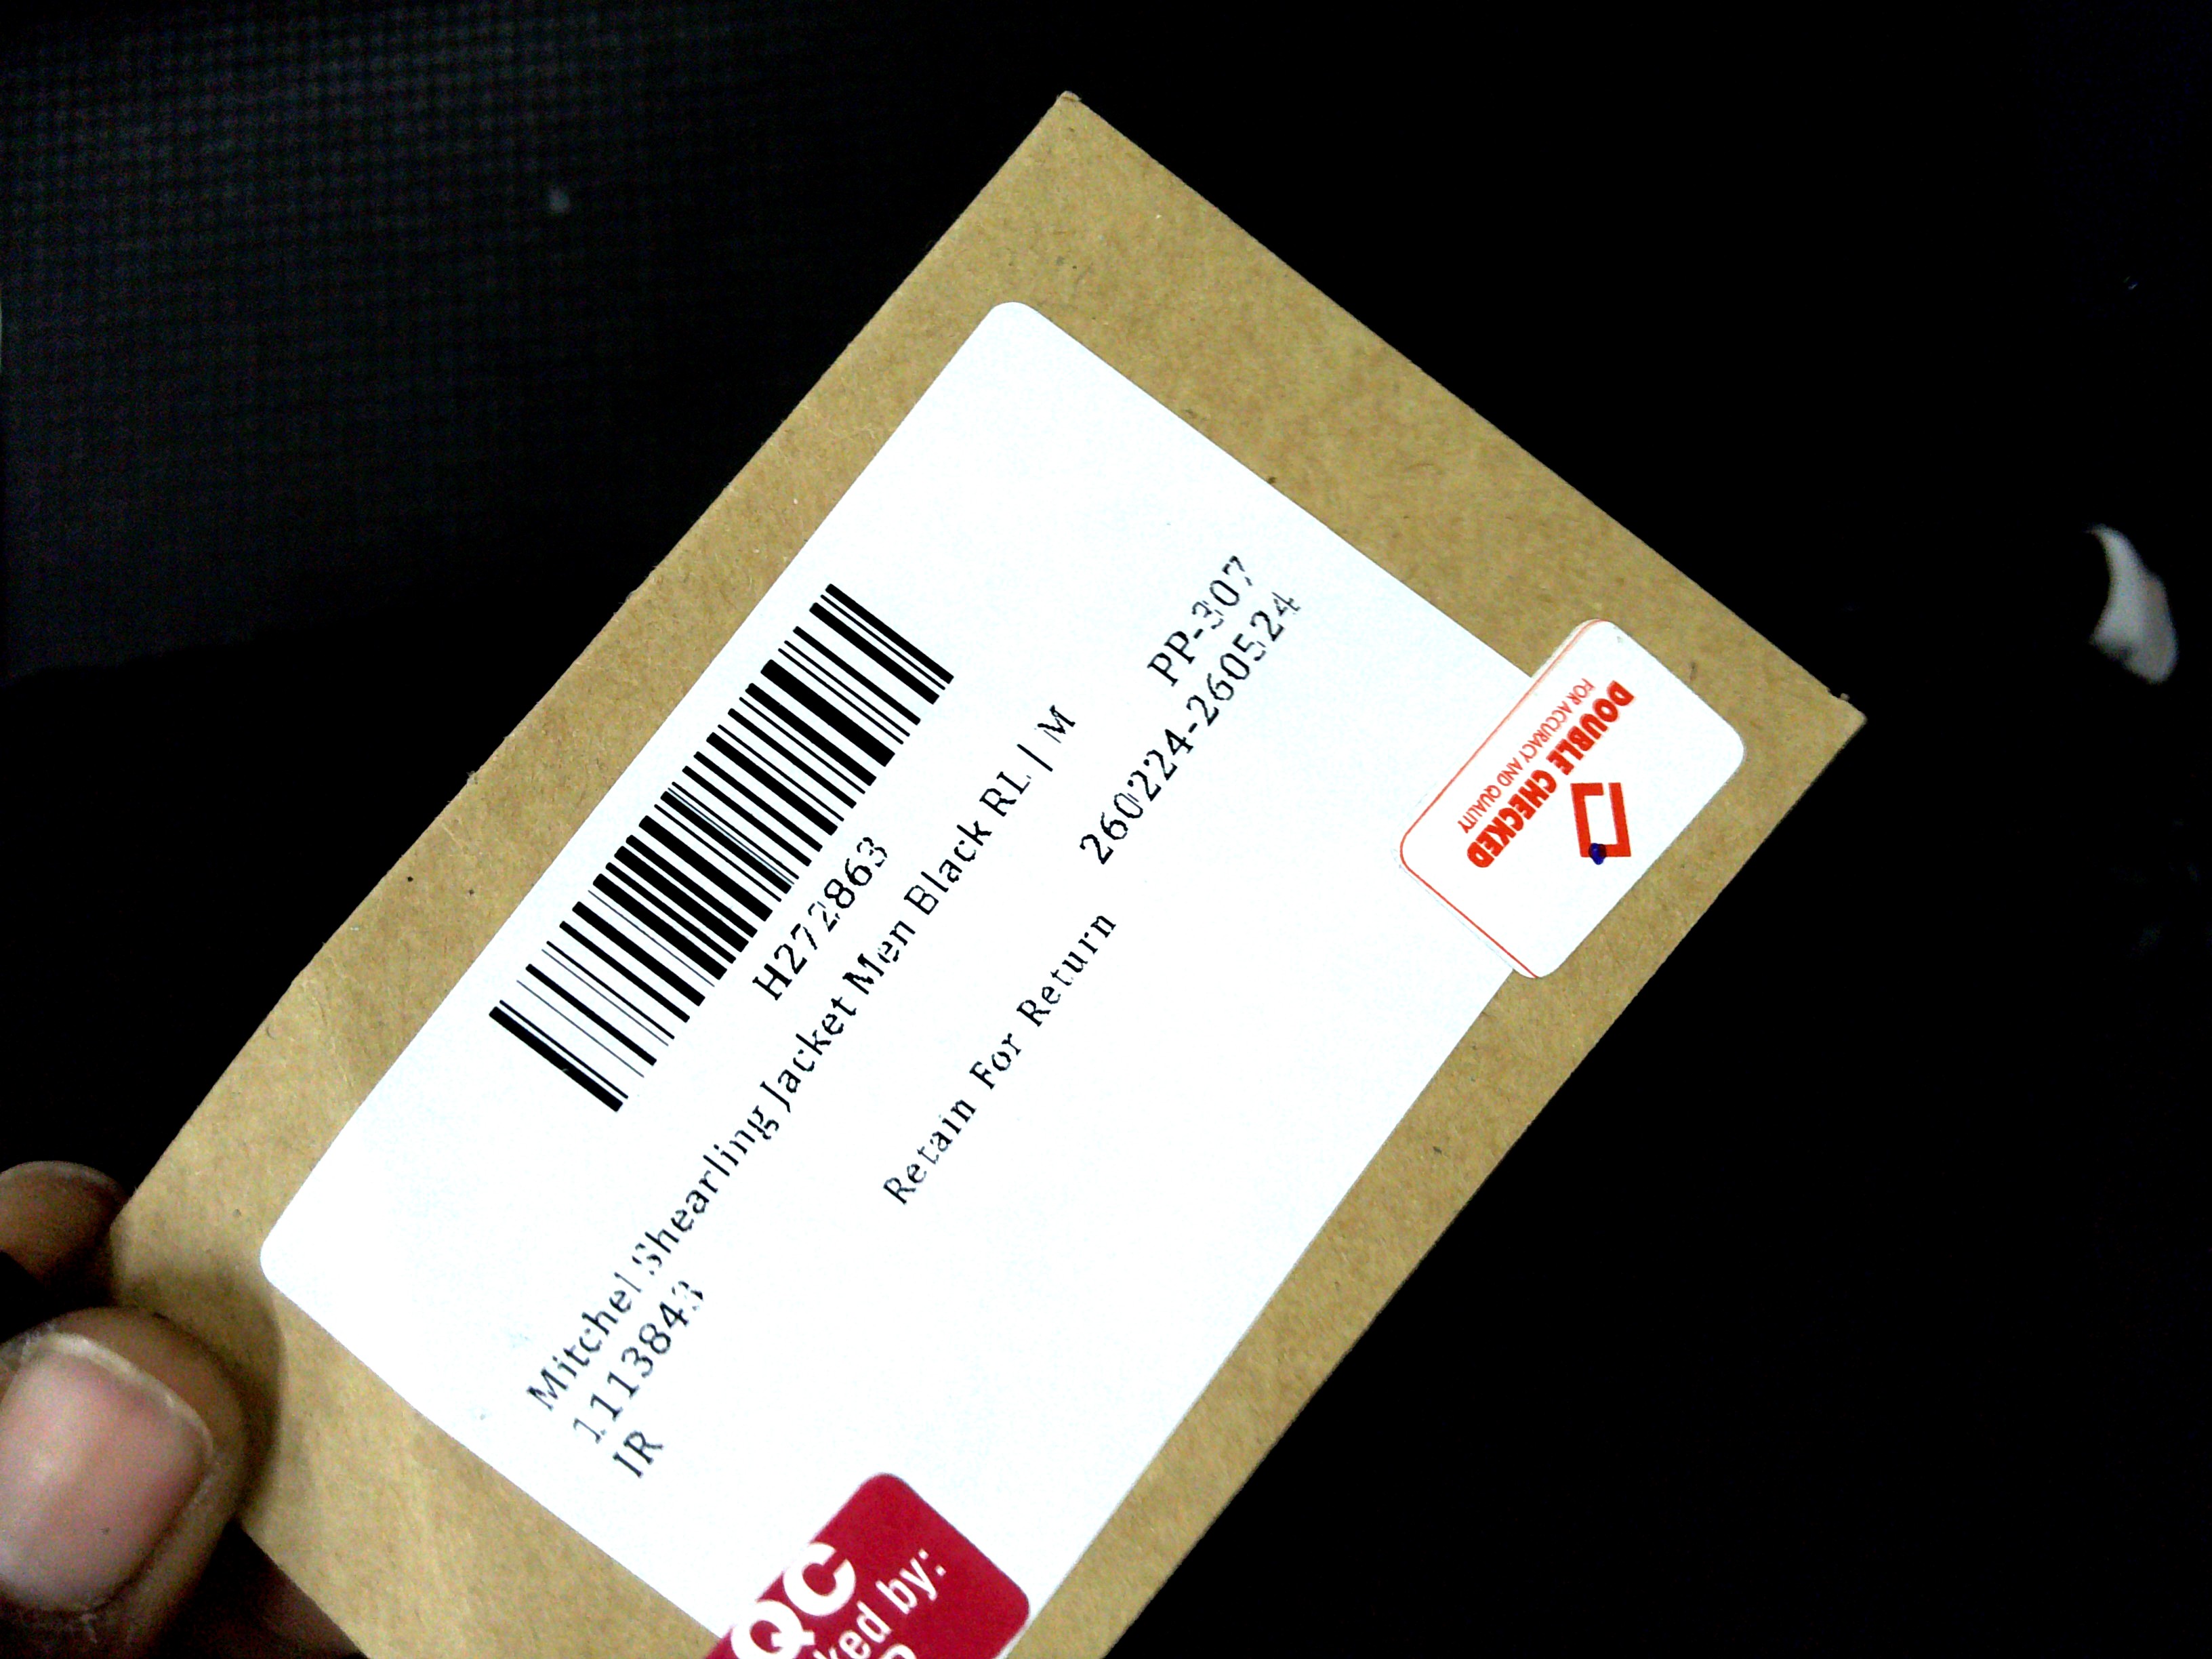 H272863
Mitchel Shearling Jacket Men Black RL | M
1113843
IR
PP-307
260224-260524
Retain For Return
DOUBLE CHECKED
FOR ACCURACY AND QUALITY
QC
by: